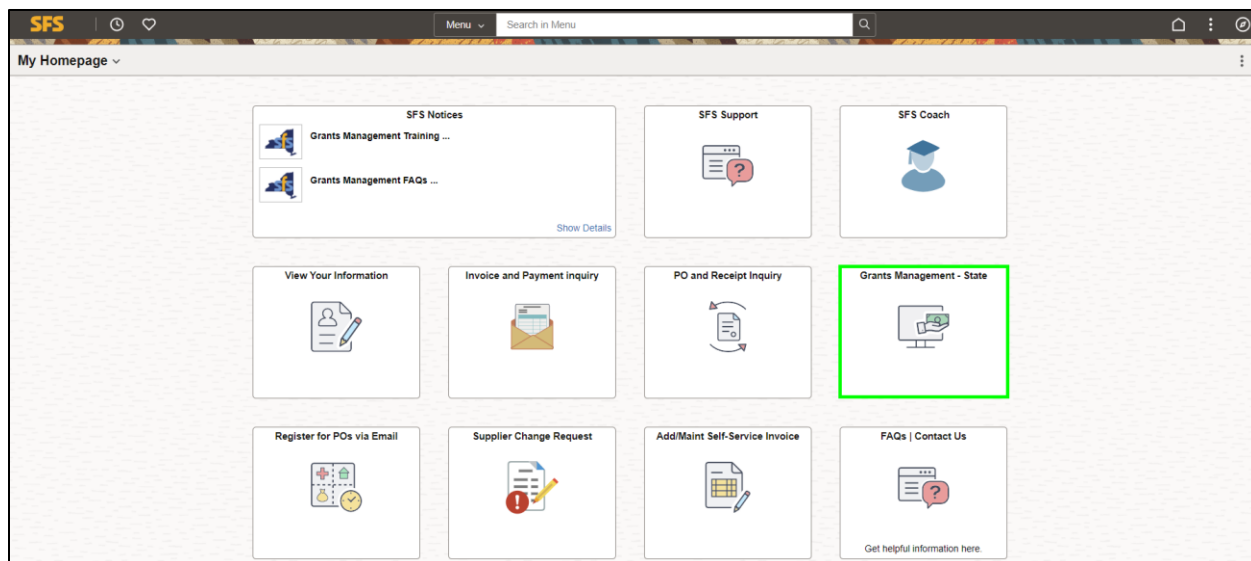 SFS
Menu
Search in Menu
My Homepage
SFS Notices
Grants Management Training ...
Grants Management FAQs ...
Show Details
SFS Support
SFS Coach
View Your Information
Invoice and Payment inquiry
PO and Receipt Inquiry
Grants Management - State
Register for POs via Email
Supplier Change Request
Add/Maint Self-Service Invoice
FAQs | Contact Us
Get helpful information here.